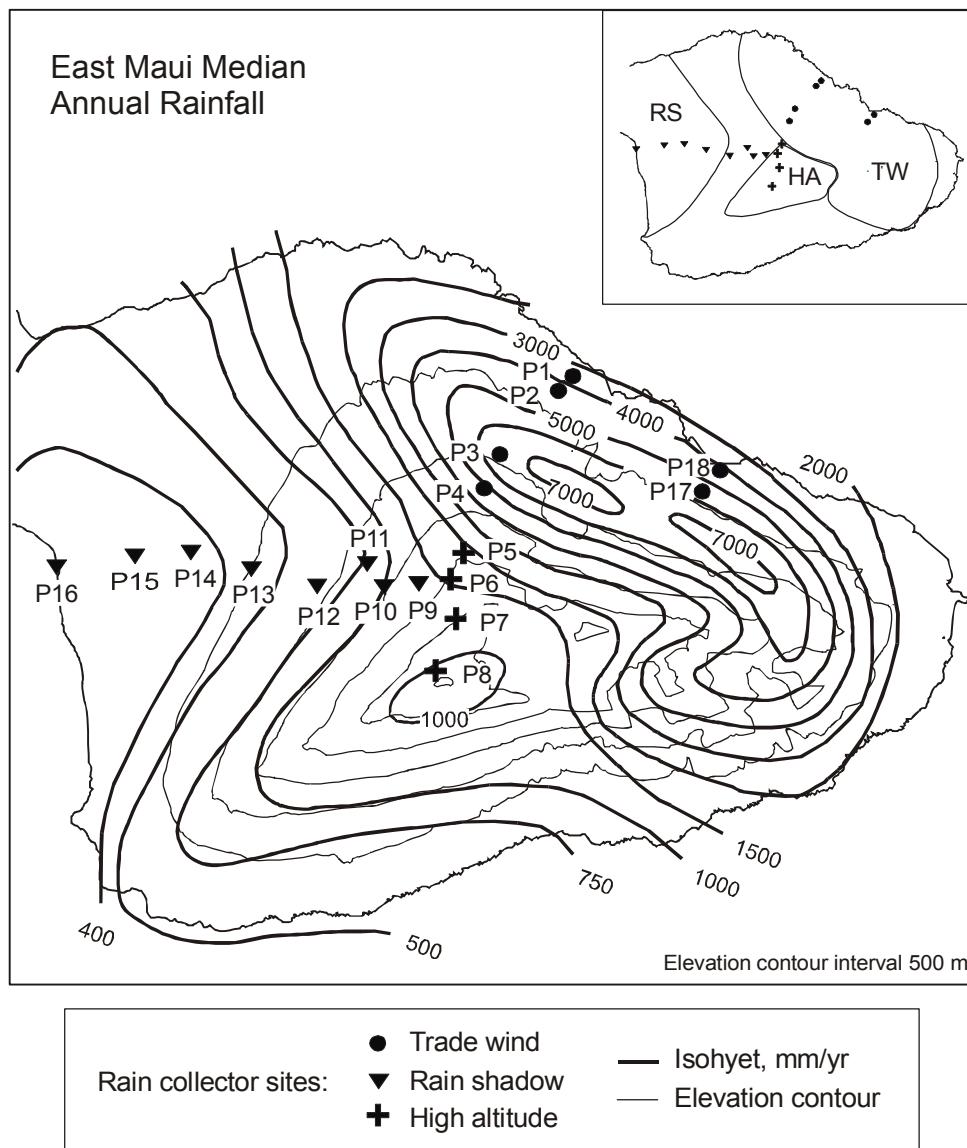 East Maui Median
Annual Rainfall
RS
HA
TW
3000
P1
P2
4000
5000
P3
P18
2000
7000
P4
P17
P11
P5
7000
P16
P15
P14
P13
P6
P12
P10
P9
P7
P8
1000
1500
750
1000
400
500
Elevation contour interval 500 m
Rain collector sites:
Trade wind
Rain shadow
High altitude
Isohyet, mm/yr
Elevation contour